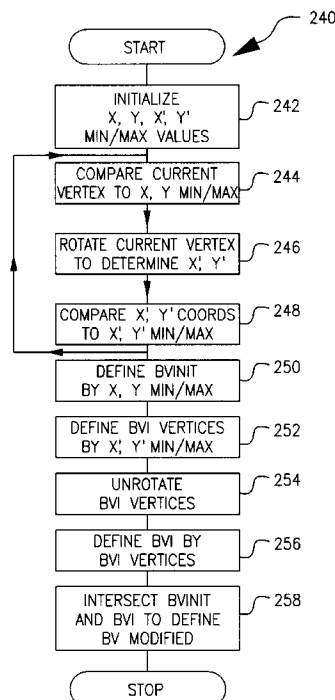 START
240
INITIALIZE
X, Y, X', Y'
MIN/MAX VALUES
242
COMPARE CURRENT
VERTEX TO X, Y MIN/MAX
244
ROTATE CURRENT VERTEX
TO DETERMINE X', Y'
246
COMPARE X', Y' COORDS
TO X', Y' MIN/MAX
248
DEFINE BVINIT
BY X, Y MIN/MAX
250
DEFINE BVI VERTICES
BY X', Y' MIN/MAX
252
UNROTATE
BVI VERTICES
254
DEFINE BVI BY
BVI VERTICES
256
INTERSECT BVINIT
AND BVI TO DEFINE
BV MODIFIED
258
STOP